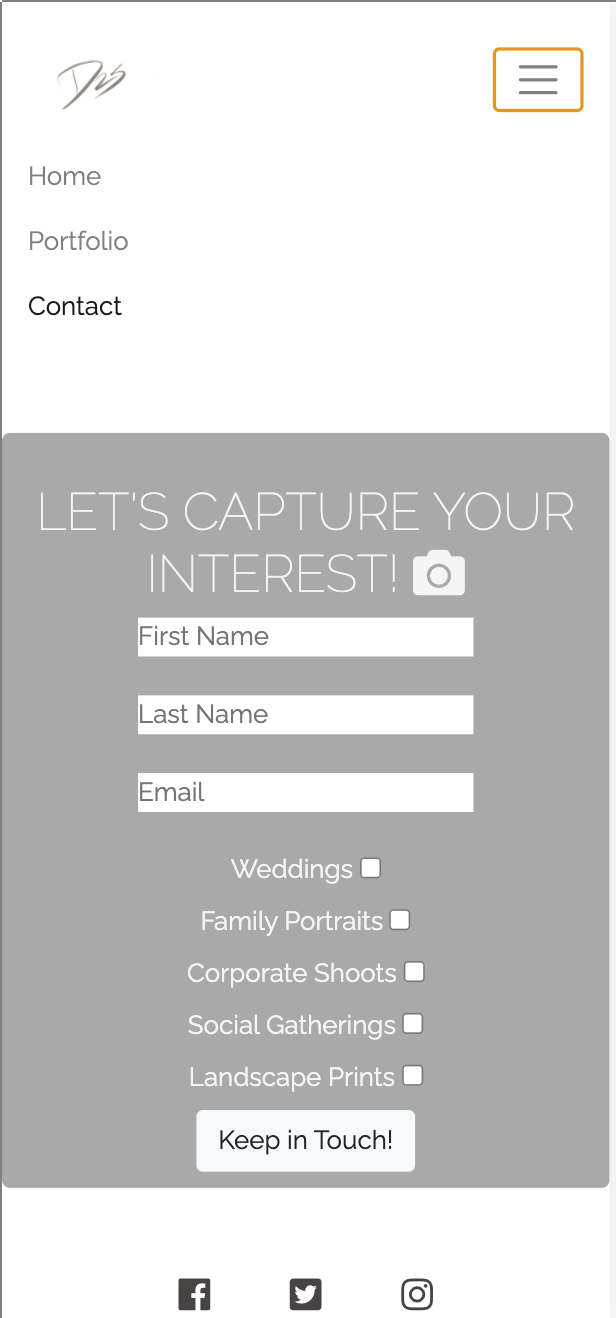 Home
Portfolio
Contact
LET'S CAPTURE YOUR
INTEREST!
First Name
Last Name
Email
Weddings
Family Portraits
Corporate Shoots
Social Gatherings
Landscape Prints
Keep in Touch!